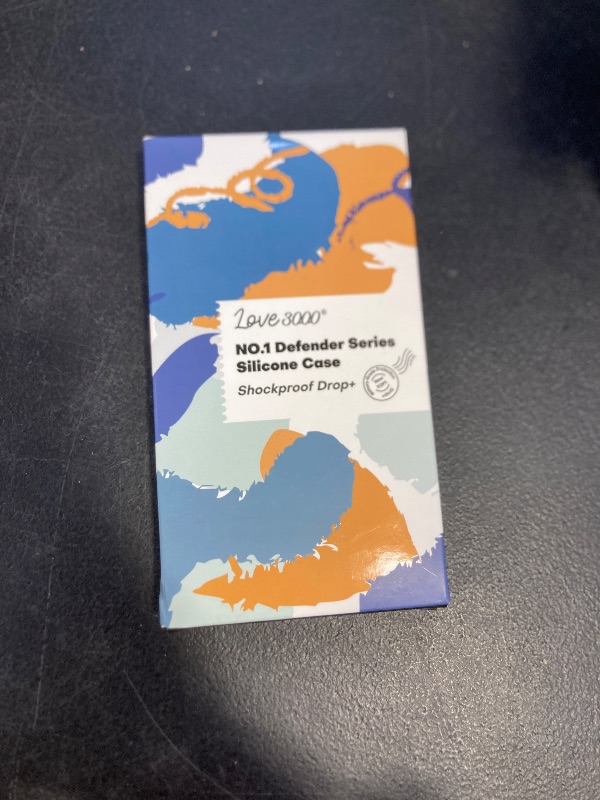 Love 3000®
NO.1 Defender Series
Silicone Case
Shockproof Drop+